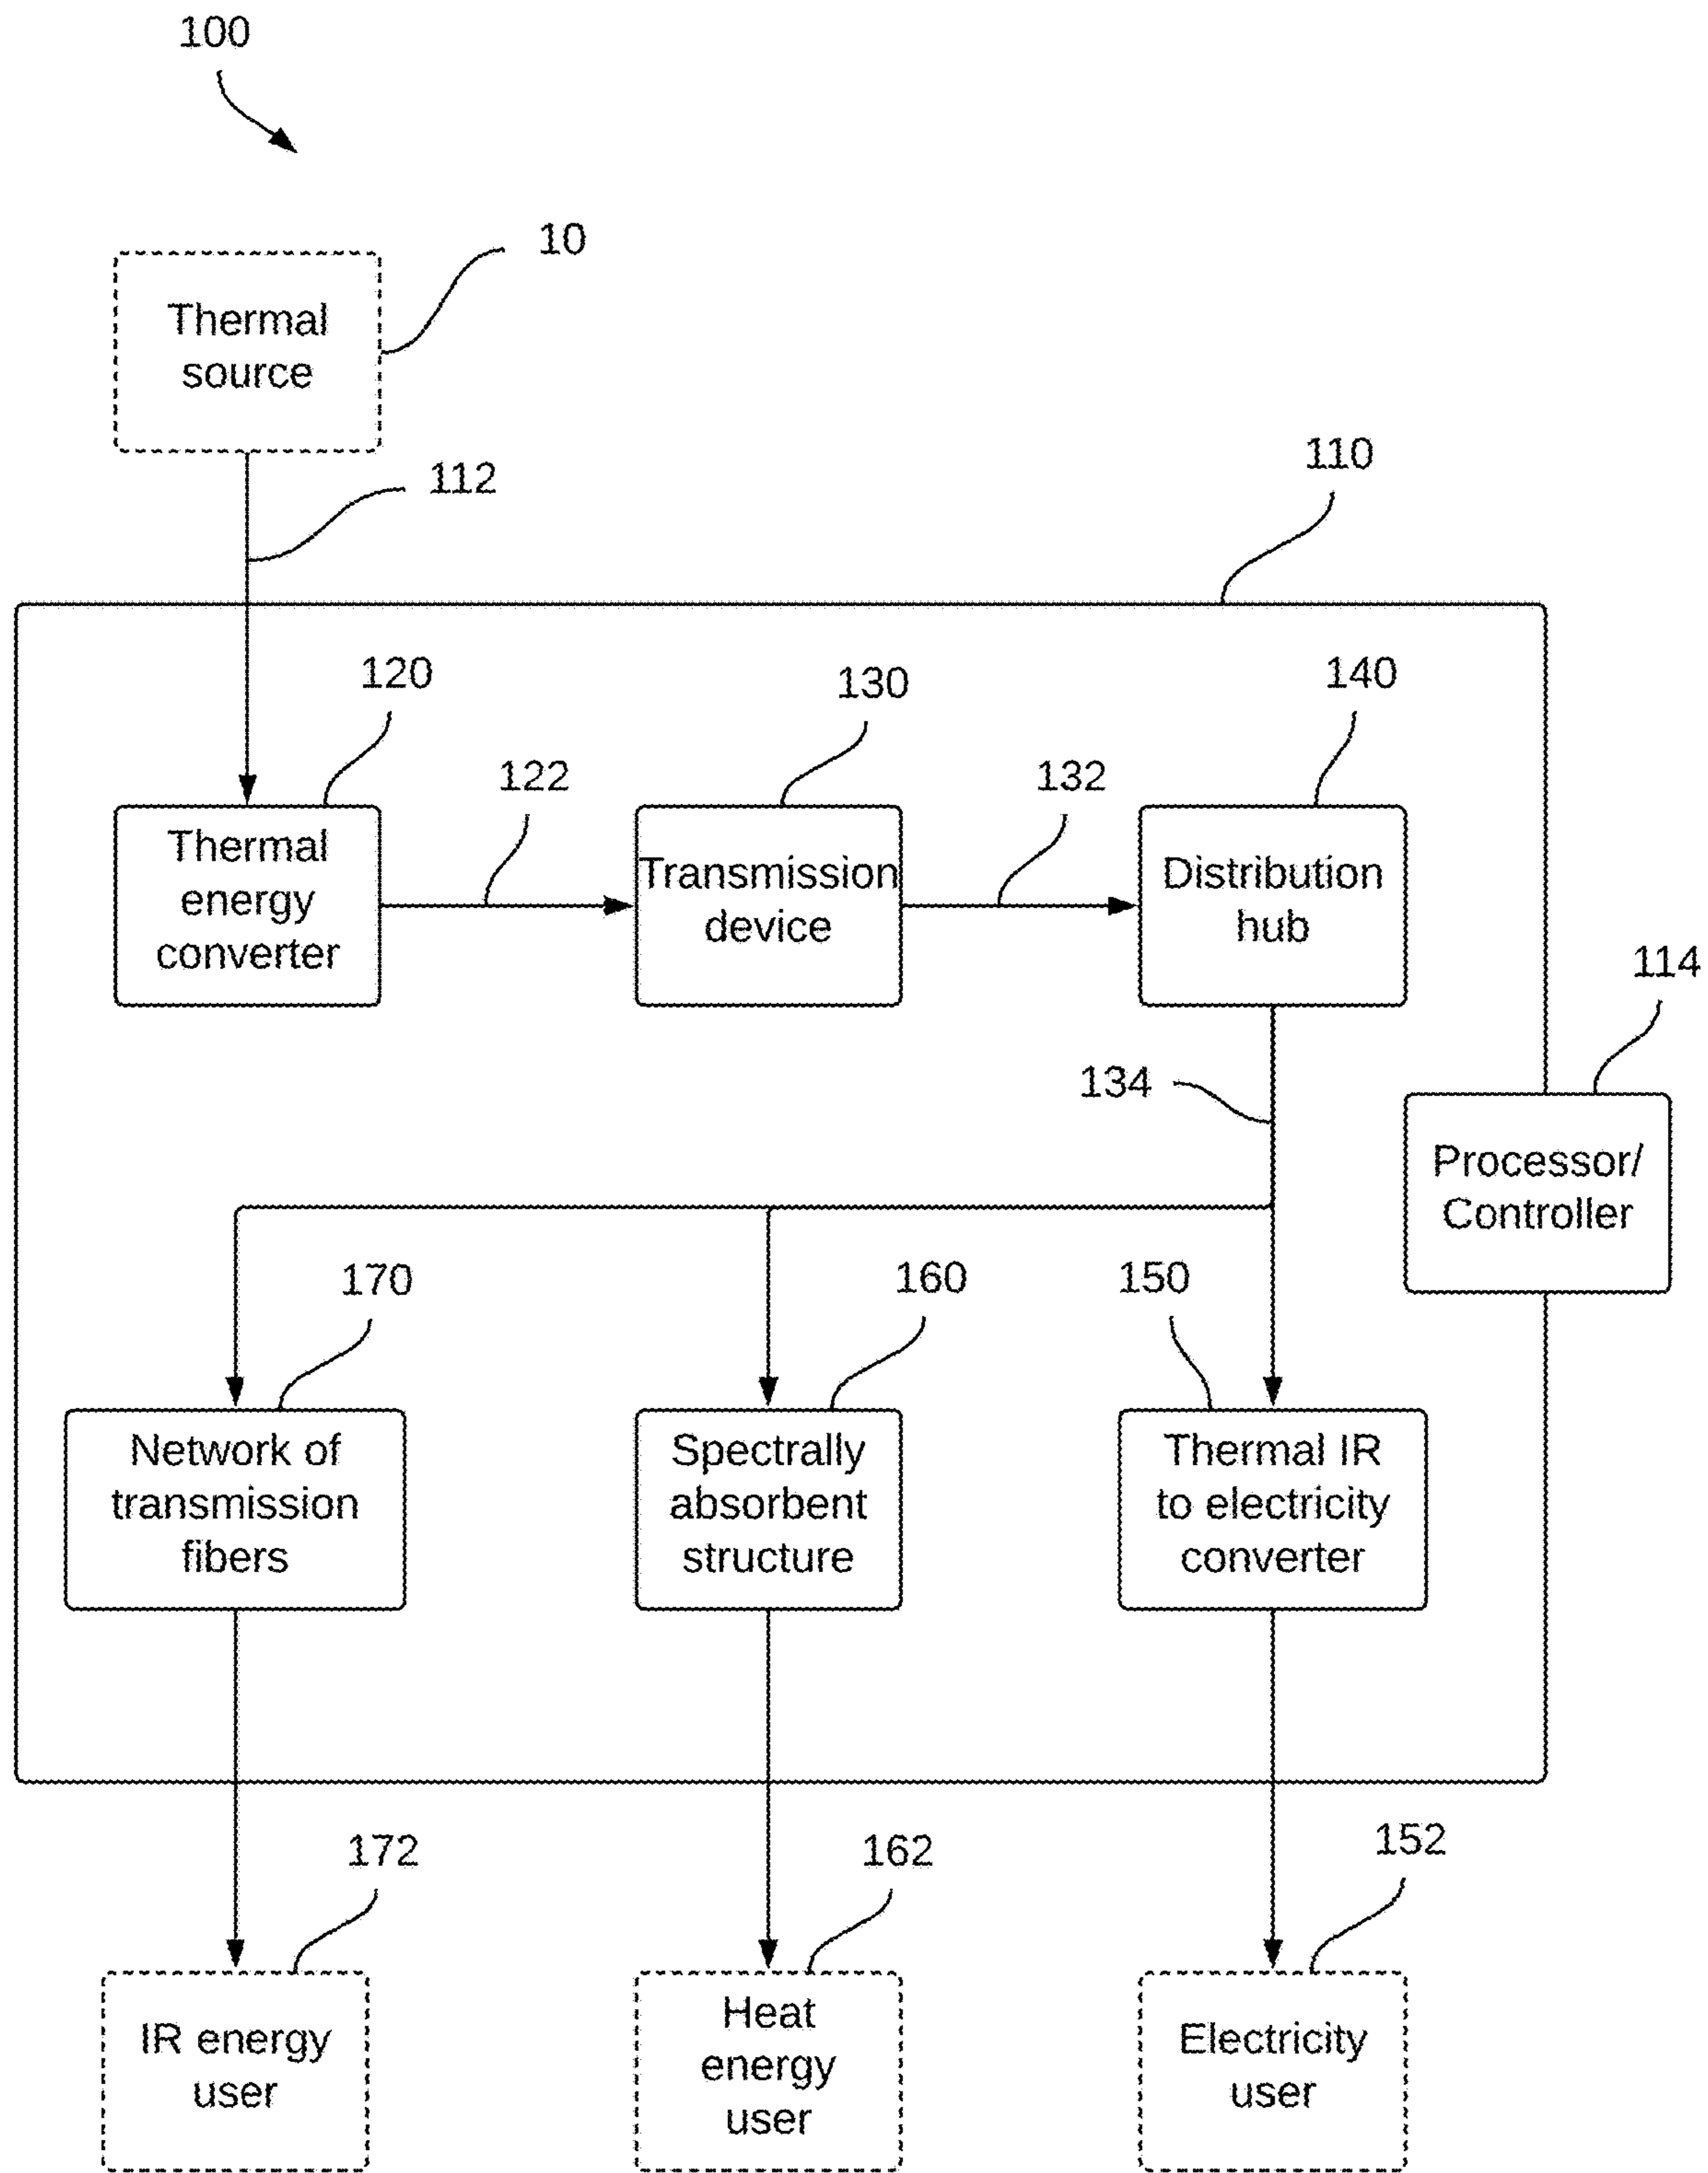 100
10
Thermal
source
112
110
120
130
140
122
132
Thermal
energy
converter
Transmission
device
Distribution
hub
114
134
Processor/
Controller
170
160
150
Network of
transmission
fibers
Spectrally
absorbent
structure
Thermal IR
to electricity
converter
172
162
152
IR energy
user
Heat
energy
user
Electricity
user